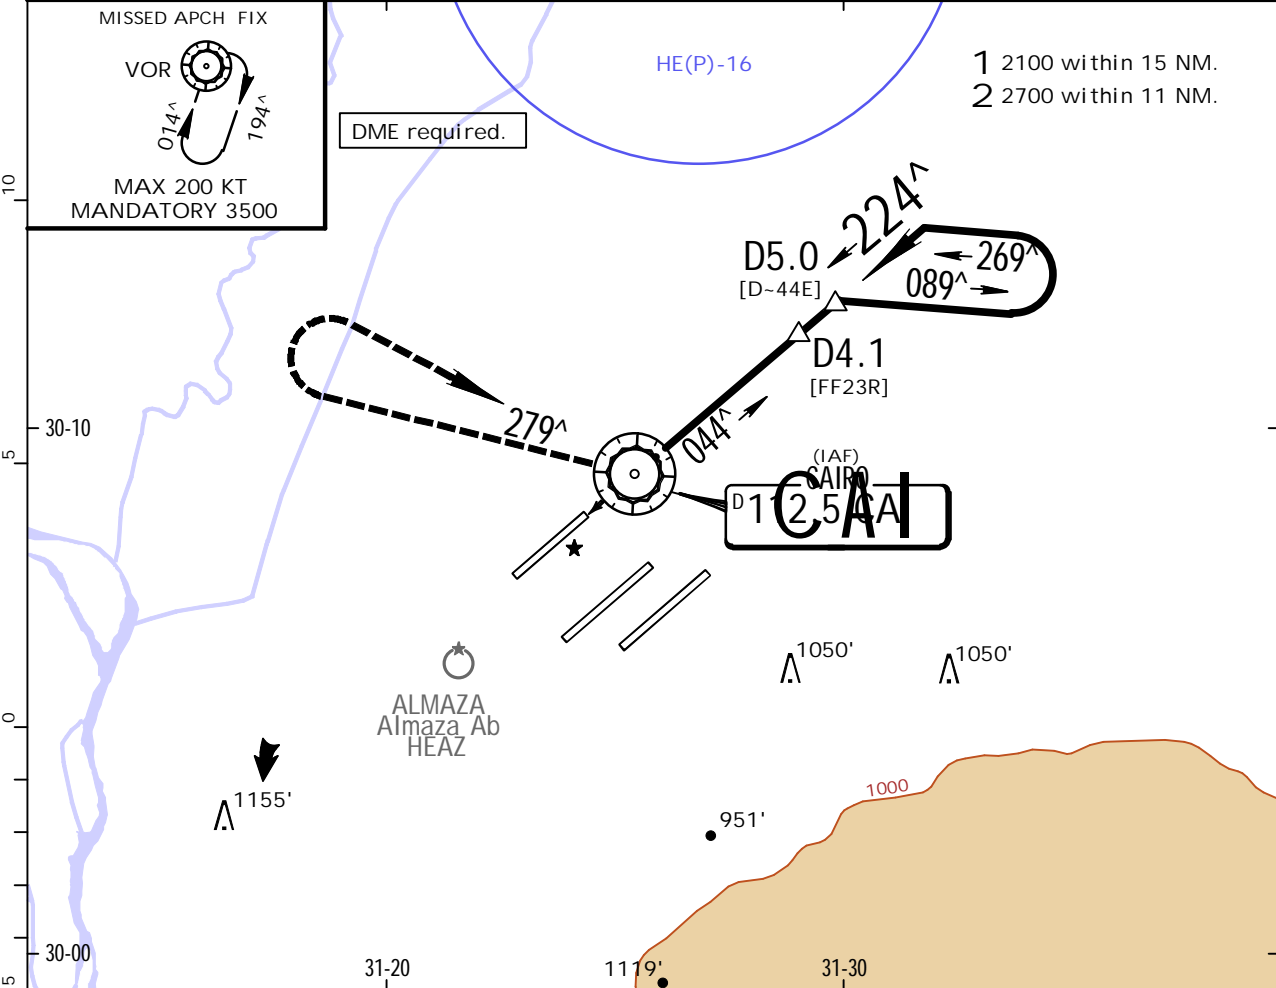 MISSED APCH FIX
VOR
014^
194^
MAX 200 KT
MANDATORY 3500
DME required.
HE(P)-16
1 2100 within 15 NM.
2 2700 within 11 NM.
10
224^
D5.0
[D~44E]
269^
089^
D4.1
[FF23R]
279^
044^
30-10
5
(IAF)
CAIRO
D 112.5 CAI
CAI
1050'
1050'
ALMAZA
Almaza Ab
HEAZ
0
1155'
1000
951'
30-00
31-20
1119'
31-30
5